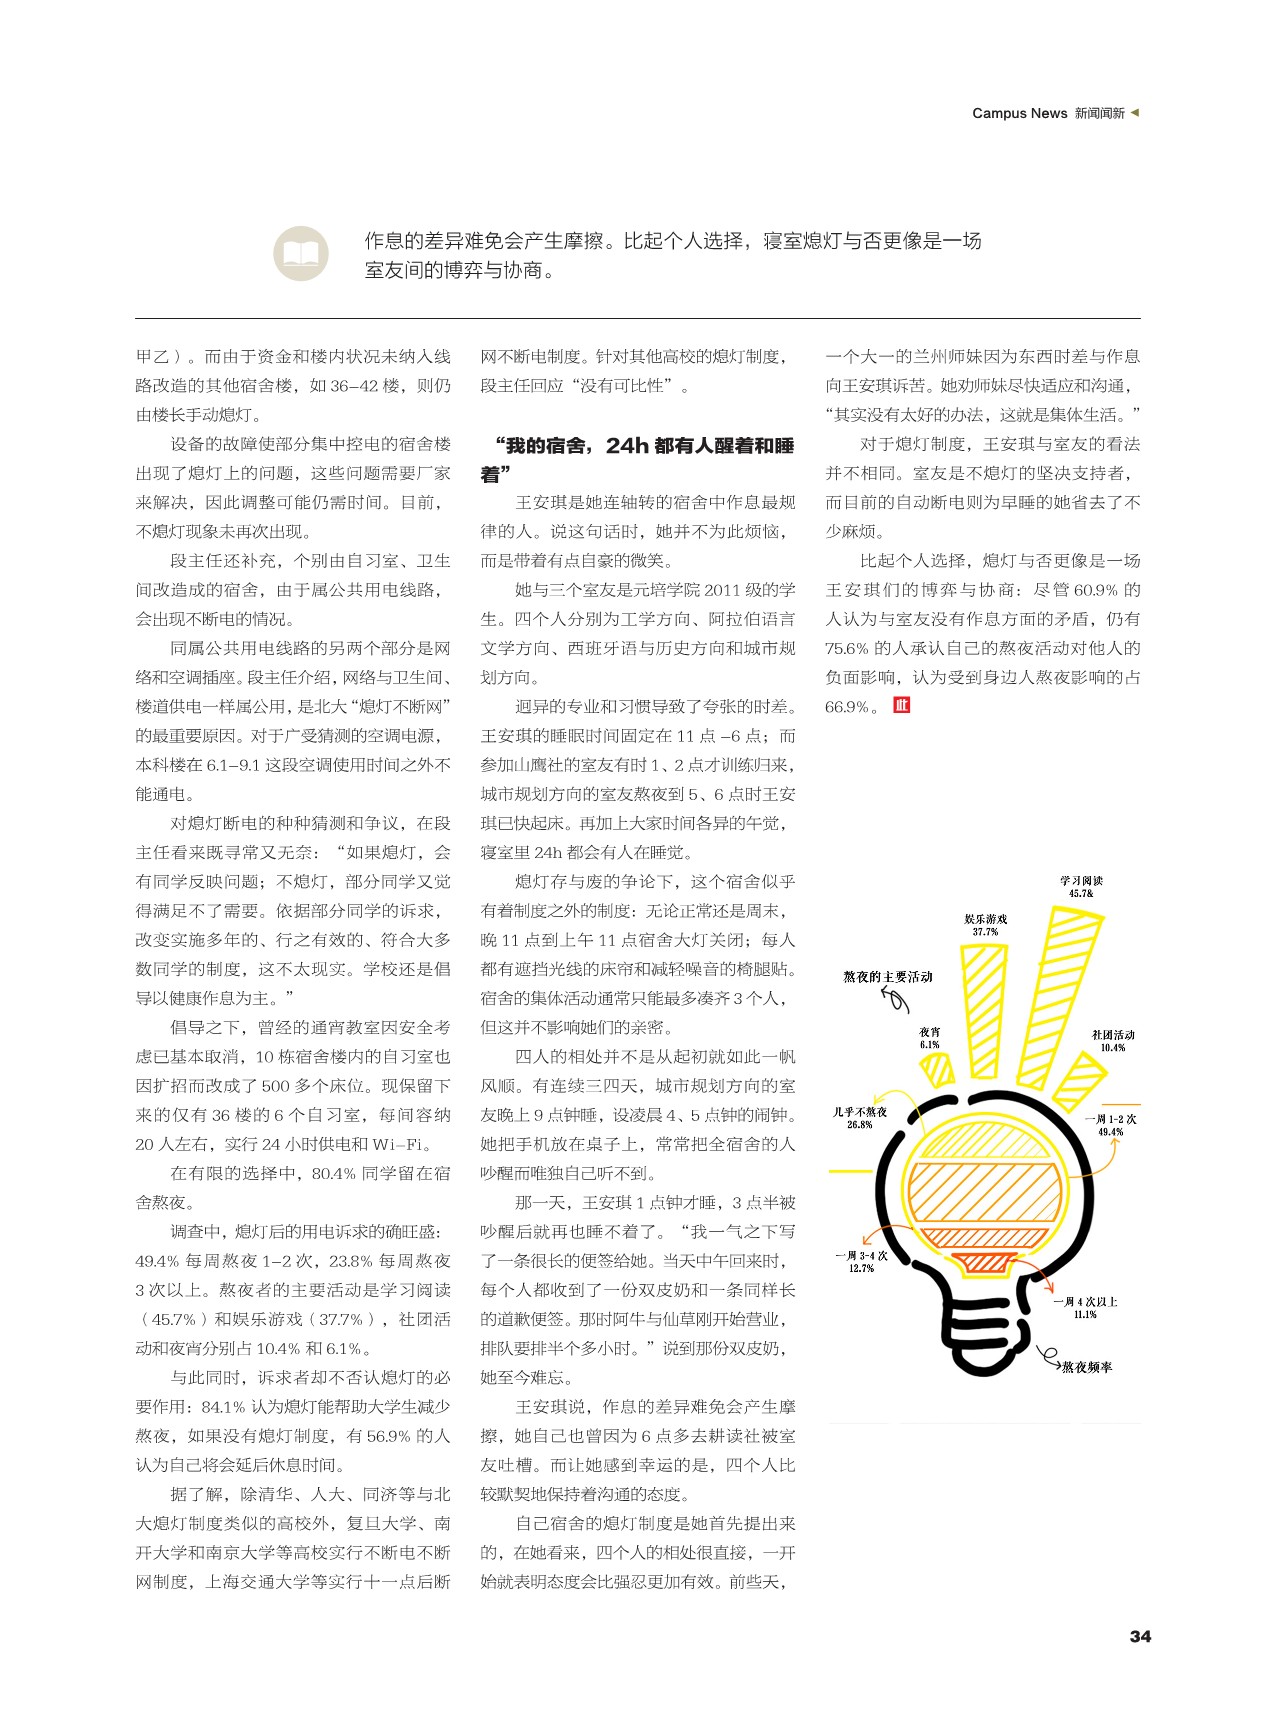 Campus News 新闻闻新
作息的差异难免会产生摩擦。比起个人选择，寝室熄灯与否更像是一场
室友间的博弈与协商。
甲乙）。而由于资金和楼内状况未纳入线
路改造的其他宿舍楼，如 36–42 楼，则仍
由楼长手动熄灯。
设备的故障使部分集中控电的宿舍楼
出现了熄灯上的问题，这些问题需要厂家
来解决，因此调整可能仍需时间。目前，
不熄灯现象未再次出现。
段主任还补充，个别由自习室、卫生
间改造成的宿舍，由于属公共用电线路，
会出现不断电的情况。
同属公共用电线路的另两个部分是网
络和空调插座。段主任介绍，网络与卫生间、
楼道供电一样属公用，是北大“熄灯不断网”
的最重要原因。对于广受猜测的空调电源，
本科楼在 6.1–9.1 这段空调使用时间之外不
能通电。
对熄灯断电的种种猜测和争议，在段
主任看来既寻常又无奈：“如果熄灯，会
有同学反映问题；不熄灯，部分同学又觉
得满足不了需要。依据部分同学的诉求，
改变实施多年的、行之有效的、符合大多
数同学的制度，这不太现实。学校还是倡
导以健康作息为主。”
倡导之下，曾经的通宵教室因安全考
虑已基本取消，10 栋宿舍楼内的自习室也
因扩招而改成了 500 多个床位。现保留下
来的仅有 36 楼的 6 个自习室，每间容纳
20 人左右，实行 24 小时供电和 Wi–Fi。
在有限的选择中，80.4% 同学留在宿
舍熬夜。
调查中，熄灯后的用电诉求的确旺盛：
49.4% 每周熬夜 1–2 次，23.8% 每周熬夜
3 次以上。熬夜者的主要活动是学习阅读
（45.7%）和娱乐游戏（37.7%），社团活
动和夜宵分别占 10.4% 和 6.1%。
与此同时，诉求者却不否认熄灯的必
要作用：84.1% 认为熄灯能帮助大学生减少
熬夜，如果没有熄灯制度，有 56.9% 的人
认为自己将会延后休息时间。
据了解，除清华、人大、同济等与北
大熄灯制度类似的高校外，复旦大学、南
开大学和南京大学等高校实行不断电不断
网制度，上海交通大学等实行十一点后断
网不断电制度。针对其他高校的熄灯制度，
段主任回应“没有可比性”。
“我的宿舍，24h 都有人醒着和睡
着”
王安琪是她连轴转的宿舍中作息最规
律的人。说这句话时，她并不为此烦恼，
而是带着有点自豪的微笑。
她与三个室友是元培学院 2011 级的学
生。四个人分别为工学方向、阿拉伯语言
文学方向、西班牙语与历史方向和城市规
划方向。
迥异的专业和习惯导致了夸张的时差。
王安琪的睡眠时间固定在 11 点 –6 点；而
参加山鹰社的室友有时 1、2 点才训练归来，
城市规划方向的室友熬夜到 5、6 点时王安
琪已快起床。再加上大家时间各异的午觉，
寝室里 24h 都会有人在睡觉。
熄灯存与废的争论下，这个宿舍似乎
有着制度之外的制度：无论正常还是周末，
晚 11 点到上午 11 点宿舍大灯关闭；每人
都有遮挡光线的床帘和减轻噪音的椅腿贴。
宿舍的集体活动通常只能最多凑齐 3 个人，
但这并不影响她们的亲密。
四人的相处并不是从起初就如此一帆
风顺。有连续三四天，城市规划方向的室
友晚上 9 点钟睡，设凌晨 4、5 点钟的闹钟。
她把手机放在桌子上，常常把全宿舍的人
吵醒而唯独自己听不到。
那一天，王安琪 1 点钟才睡，3 点半被
吵醒后就再也睡不着了。“我一气之下写
了一条很长的便签给她。当天中午回来时，
每个人都收到了一份双皮奶和一条同样长
的道歉便签。那时阿牛与仙草刚开始营业，
排队要排半个多小时。”说到那份双皮奶，
她至今难忘。
王安琪说，作息的差异难免会产生摩
擦，她自己也曾因为 6 点多去耕读社被室
友吐槽。而让她感到幸运的是，四个人比
较默契地保持着沟通的态度。
自己宿舍的熄灯制度是她首先提出来
的，在她看来，四个人的相处很直接，一开
始就表明态度会比强忍更加有效。前些天，
一个大一的兰州师妹因为东西时差与作息
向王安琪诉苦。她劝师妹尽快适应和沟通，
“其实没有太好的办法，这就是集体生活。”
对于熄灯制度，王安琪与室友的看法
并不相同。室友是不熄灯的坚决支持者，
而目前的自动断电则为早睡的她省去了不
少麻烦。
比起个人选择，熄灯与否更像是一场
王安琪们的博弈与协商：尽管 60.9% 的
人认为与室友没有作息方面的矛盾，仍有
75.6% 的人承认自己的熬夜活动对他人的
负面影响，认为受到身边人熬夜影响的占
66.9%。
学习阅读
45.7&
娱乐游戏
37.7%
熬夜的主要活动
夜宵
6.1%
社团活动
10.4%
几乎不熬夜
26.8%
一周 1-2 次
49.4%
一周 3-4 次
12.7%
一周 4 次以上
11.1%
熬夜频率
34